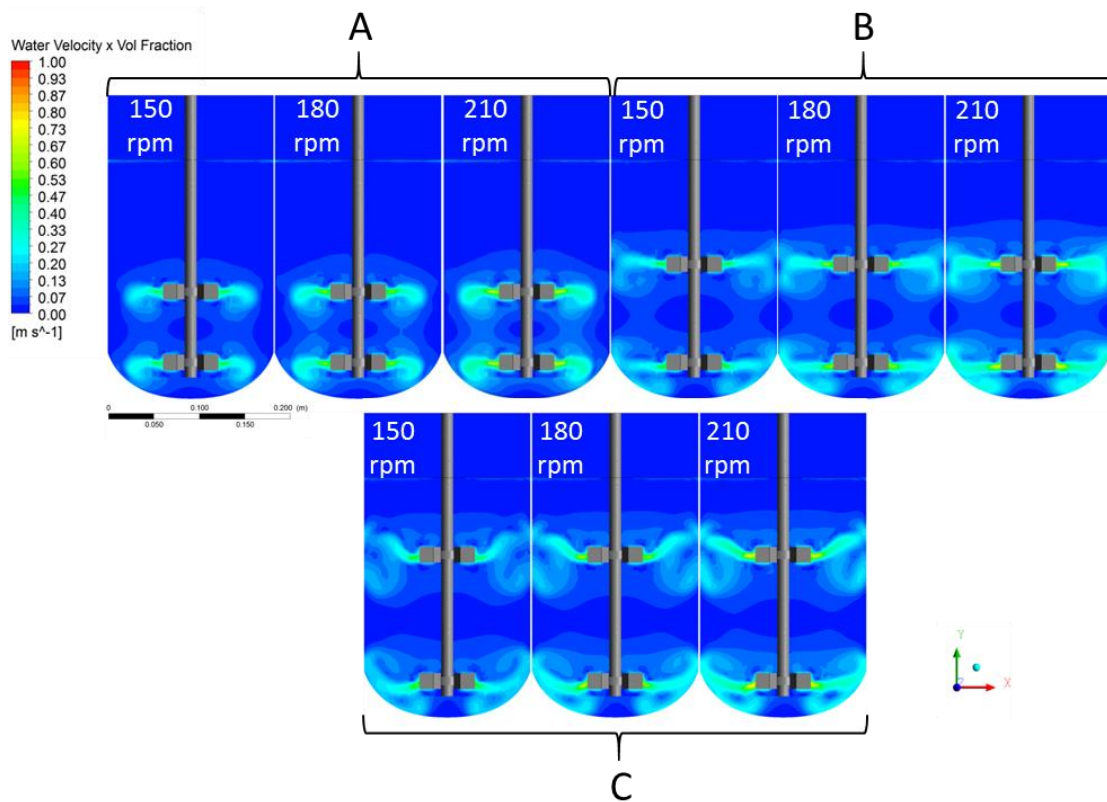 A
B
Water Velocity x Vol Fraction
1.00
0.93
0.87
0.80
0.73
0.67
0.60
0.53
0.47
0.40
0.33
0.27
0.20
0.13
0.07
0.00
[m s^-1]
150
rpm
180
rpm
210
rpm
150
rpm
180
rpm
210
rpm
0 0.100 0.200 (m)
0.050 0.150
150
rpm
180
rpm
210
rpm
Y
Z X
C